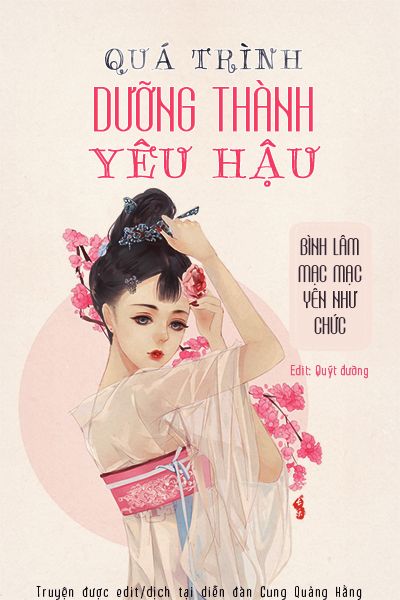 QUÁ TRÌNH
DƯỠNG THÀNH
YÊU HẬU
BÌNH LÂM
MẠC MẠC
YÊN NHƯ
CHỨC
Edit: Quýt đường
Truyện được edit/dịch tại diễn đàn Cung Quảng Hằng